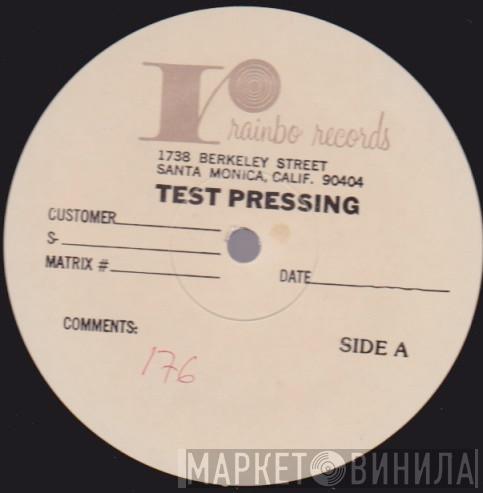 r rainbo records
1738 BERKELEY STREET
SANTA MONICA, CALIF. 90404
TEST PRESSING
CUSTOMER
S-
MATRIX #
DATE
COMMENTS:
SIDE A
176
МАРКЕТ ВИНИЛА